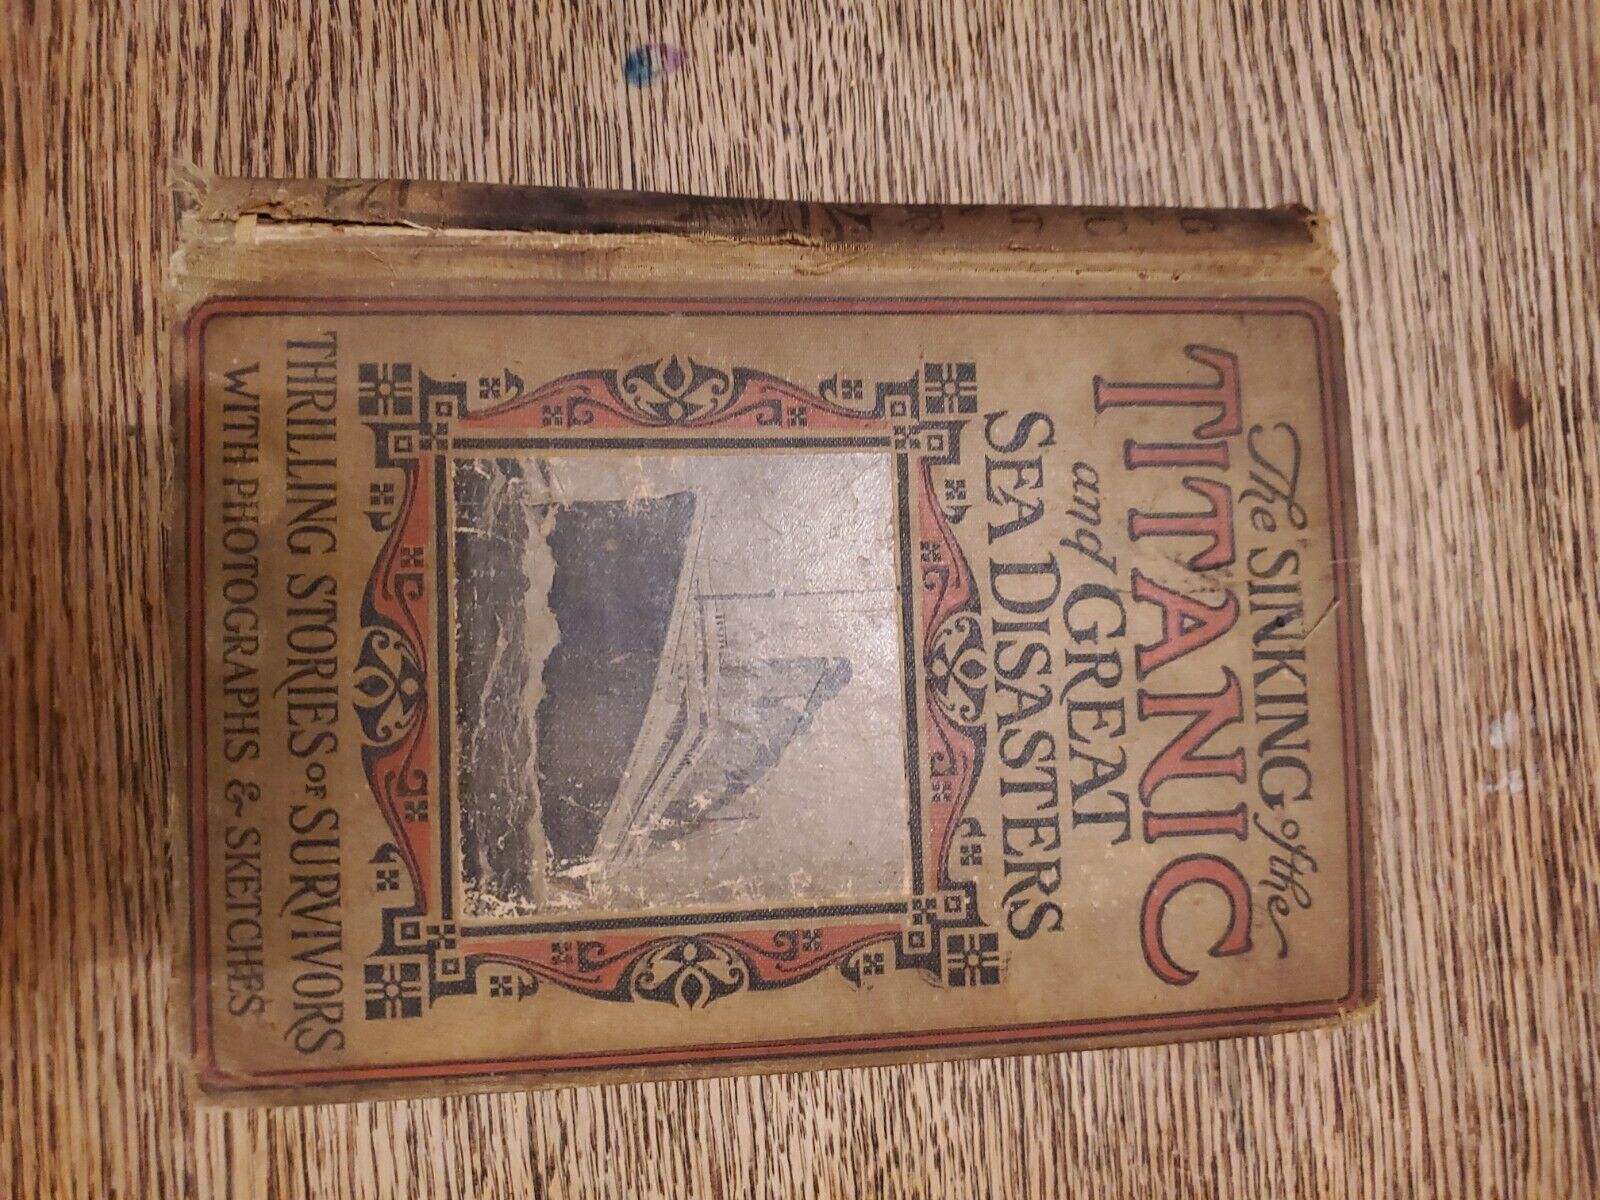 The SINKING of the
TITANIC
and GREAT
SEA DISASTERS
THRILLING STORIES OF SURVIVORS
WITH PHOTOGRAPHS & SKETCHES